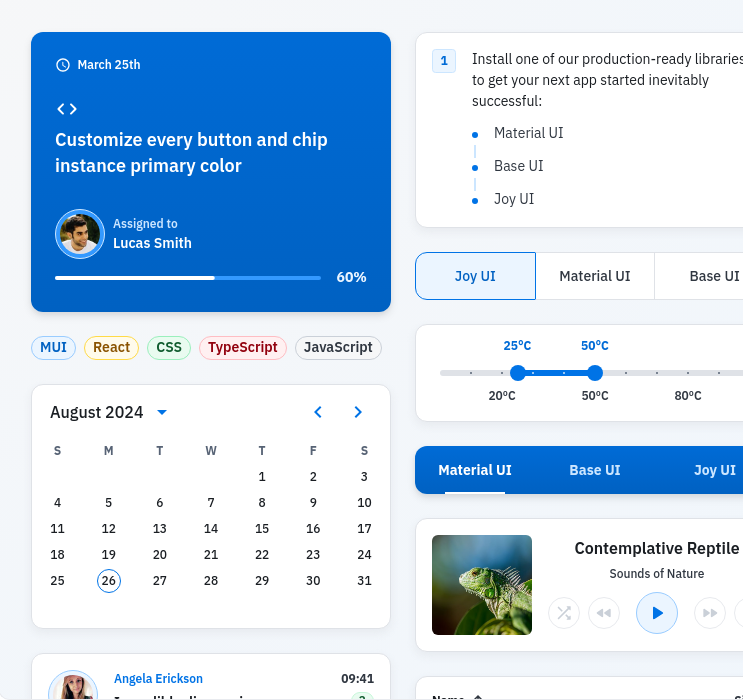 March 25th
Customize every button and chip
instance primary color
Assigned to
Lucas Smith
60%
MUI React CSS TypeScript JavaScript
August 2024
S M T W T F S
1 2 3
4 5 6 7 8 9 10
11 12 13 14 15 16 17
18 19 20 21 22 23 24
25 26 27 28 29 30 31
Angela Erickson 09:41
1
Install one of our production-ready libraries
to get your next app started inevitably
successful:
Material UI
Base UI
Joy UI
Joy UI Material UI Base UI
25°C 50°C
20°C 50°C 80°C
Material UI Base UI Joy UI
Contemplative Reptile
Sounds of Nature
Name